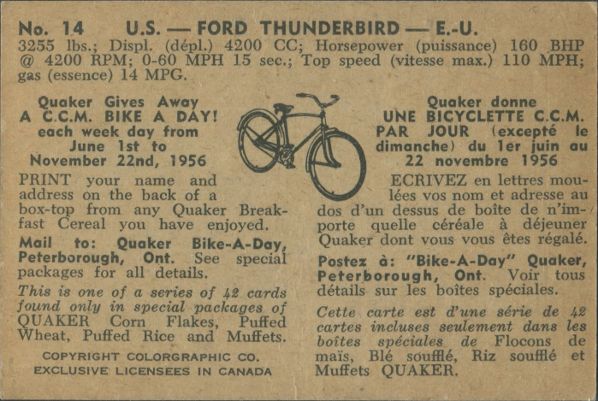 No. 14 U.S. — FORD THUNDERBIRD — E.-U.
3255 lbs.; Displ. (dépl.) 4200 CC; Horsepower (puissance) 160 BHP
@ 4200 RPM; 0-60 MPH 15 sec.; Top speed (vitesse max.) 110 MPH;
gas (essence) 14 MPG.
Quaker Gives Away
A C.C.M. BIKE A DAY!
each week day from
June 1st to
November 22nd, 1956
PRINT your name and
address on the back of a
box-top from any Quaker Break-
fast Cereal you have enjoyed.
Mail to: Quaker Bike-A-Day,
Peterborough, Ont. See special
packages for all details.
This is one of a series of 42 cards
found only in special packages of
QUAKER Corn Flakes, Puffed
Wheat, Puffed Rice and Muffets.
COPYRIGHT COLORGRAPHIC CO.
EXCLUSIVE LICENSEES IN CANADA
Quaker donne
UNE BICYCLETTE C.C.M.
PAR JOUR (excepté le
dimanche) du 1er juin au
22 novembre 1956
ECRIVEZ en lettres mou-
lées vos nom et adresse au
dos d'un dessus de boîte de n'im-
porte quelle céréale à déjeuner
Quaker dont vous vous êtes régalé.
Postez à: "Bike-A-Day" Quaker,
Peterborough, Ont. Voir tous
détails sur les boîtes spéciales.
Cette carte est d'une série de 42
cartes incluses seulement dans les
boîtes spéciales de Flocons de
maïs, Blé soufflé, Riz soufflé et
Muffets QUAKER.